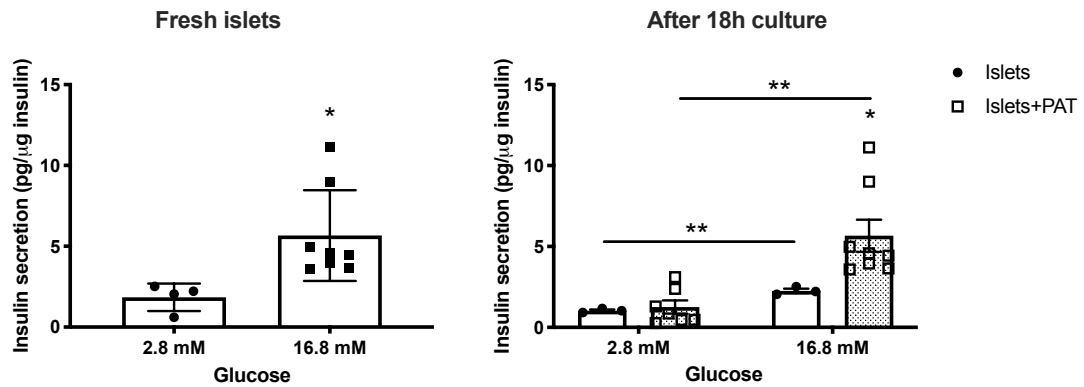 Fresh islets
Insulin secretion (pg/μg insulin)
15
10
5
0
*
2.8 mM
16.8 mM
Glucose
After 18h culture
Insulin secretion (pg/μg insulin)
15
10
5
0
**
**
*
2.8 mM
16.8 mM
Glucose
Islets
Islets+PAT